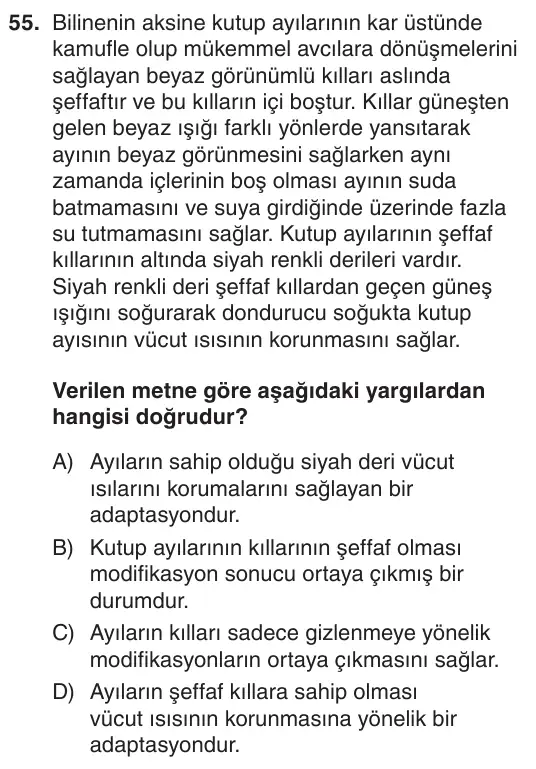 55. Bilinenin aksine kutup ayılarının kar üstünde
kamufle olup mükemmel avcılara dönüşmelerini
sağlayan beyaz görünümlü kılları aslında
şeffaftır ve bu kılların içi boştur. Kıllar güneşten
gelen beyaz ışığı farklı yönlerde yansıtarak
ayının beyaz görünmesini sağlarken aynı
zamanda içlerinin boş olması ayının suda
batmamasını ve suya girdiğinde üzerinde fazla
su tutmamasını sağlar. Kutup ayılarının şeffaf
kıllarının altında siyah renkli derileri vardır.
Siyah renkli deri şeffaf kıllardan geçen güneş
ışığını soğurarak dondurucu soğukta kutup
ayısının vücut ısısının korunmasını sağlar.
Verilen metne göre aşağıdaki yargılardan
hangisi doğrudur?
A) Ayıların sahip olduğu siyah deri vücut
ısılarını korumalarını sağlayan bir
adaptasyondur.
B) Kutup ayılarının kıllarının şeffaf olması
modifikasyon sonucu ortaya çıkmış bir
durumdur.
C) Ayıların kılları sadece gizlenmeye yönelik
modifikasyonların ortaya çıkmasını sağlar.
D) Ayıların şeffaf kıllara sahip olması
vücut ısısının korunmasına yönelik bir
adaptasyondur.